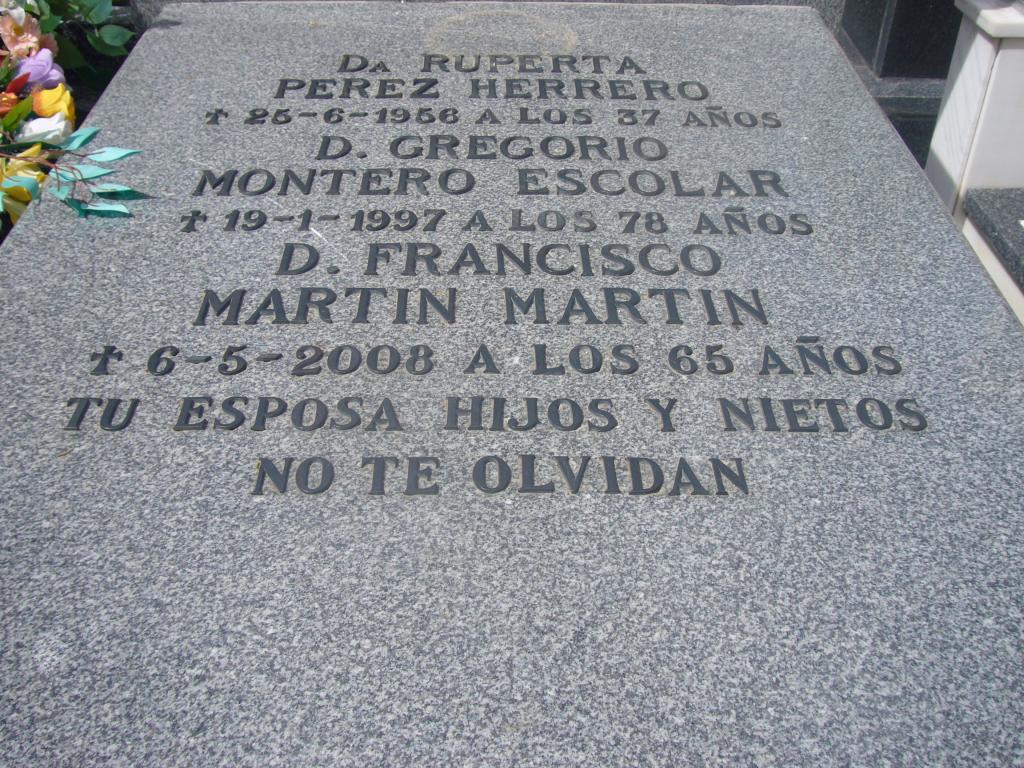 Da RUPERTA
PEREZ HERRERO
✝ 25-6-1956 A LOS 37 AÑOS
D. GREGORIO
MONTERO ESCOLAR
✝ 19-1-1997 A LOS 78 AÑOS
D. FRANCISCO
MARTIN MARTIN
✝ 6-5-2008 A LOS 65 AÑOS
TU ESPOSA HIJOS Y NIETOS
NO TE OLVIDAN